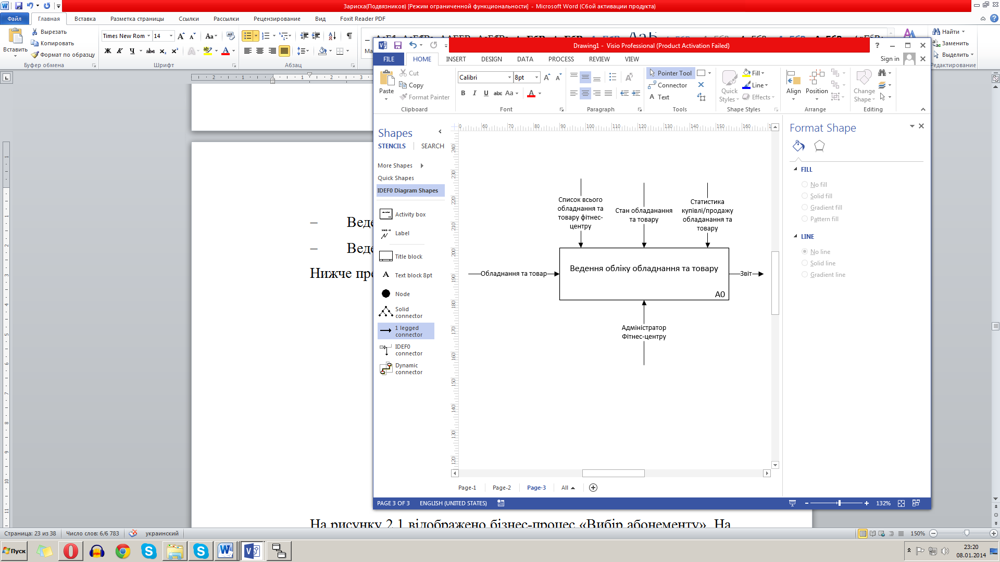 Зариска(Подвязников) [Режим ограниченной функциональности] - Microsoft Word (Сбой активации продукта)
Файл Главная Вставка Разметка страницы Ссылки Рассылки Рецензирование Вид Foxit Reader PDF
Вставить
Вырезать
Копировать
Формат по образцу
Буфер обмена
Times New Rom 14
Шрифт
Абзац
Найти
Заменить
Выделить
Редактирование
Drawing1 - Visio Professional (Product Activation Failed)
FILE HOME INSERT DESIGN DATA PROCESS REVIEW VIEW Sign in
Paste
Cut
Copy
Format Painter
Clipboard
Calibri 8pt
Font
Paragraph
Pointer Tool
Connector
Text
Tools
Quick Styles
Fill
Line
Effects
Shape Styles
Align Position
Arrange
Change Shape
Editing
Shapes
STENCILS SEARCH
More Shapes
Quick Shapes
IDEF0 Diagram Shapes
Activity box
Label
Title block
Text block 8pt
Node
Solid connector
1 legged connector
IDEF0 connector
Dynamic connector
Список всього
обладнання та
товару фітнес-
центру
Стан обладанання
та товару
Статистика
купівлі/продажу
обладанання та
товару
Обладнання та товар
Ведення обліку обладнання та товару
A0
Звіт
Адміністратор
Фітнес-центру
Format Shape
FILL
No fill
Solid fill
Gradient fill
Pattern fill
LINE
No line
Solid line
Gradient line
Page-1 Page-2 Page-3 All
PAGE 3 OF 3 ENGLISH (UNITED STATES) 132%
– Веде
– Веде
Нижче пре
На рисунку 2.1 відображено бізнес-процес «Вибір абонементу». На
Страница: 23 из 38 Число слов: 6/6 783 украинский 150%
Пуск
23:20
08.01.2014